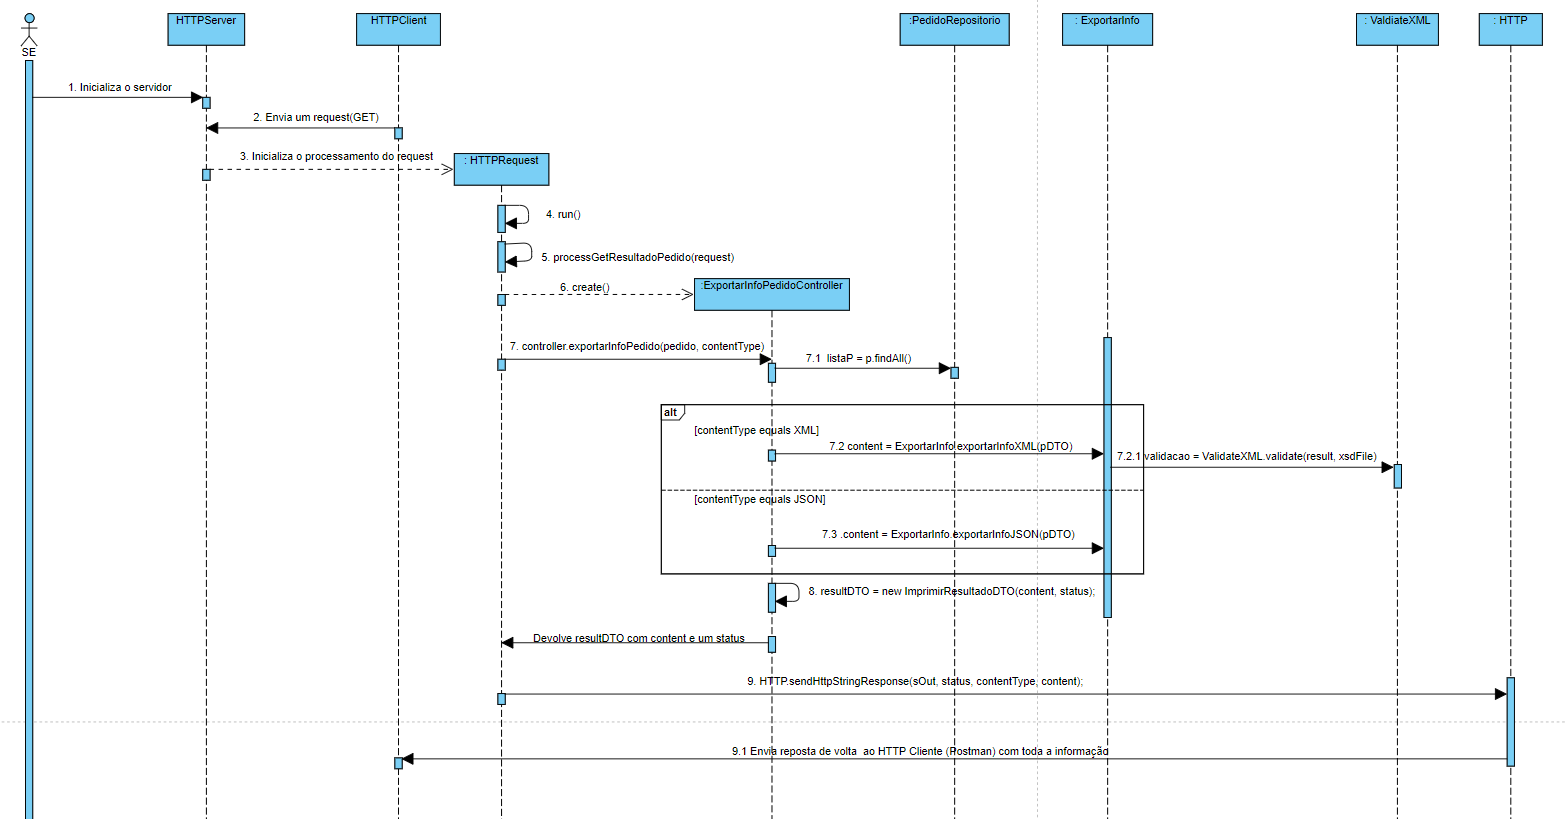 HTTPServer
HTTPClient
:PedidoRepositorio
: ExportarInfo
: ValdiateXML
: HTTP
SE
1. Inicializa o servidor
2. Envia um request(GET)
3. Inicializa o processamento do request
: HTTPRequest
4. run()
5. processGetResultadoPedido(request)
6. create()
:ExportarInfoPedidoController
7. controller.exportarInfoPedido(pedido, contentType)
7.1 listaP = p.findAll()
alt
[contentType equals XML]
7.2 content = ExportarInfo.exportarInfoXML(pDTO)
7.2.1 validacao = ValidateXML.validate(result, xsdFile)
[contentType equals JSON]
7.3 .content = ExportarInfo.exportarInfoJSON(pDTO)
8. resultDTO = new ImprimirResultadoDTO(content, status);
Devolve resultDTO com content e um status
9. HTTP.sendHttpStringResponse(sOut, status, contentType, content);
9.1 Envia reposta de volta ao HTTP Cliente (Postman) com toda a informação